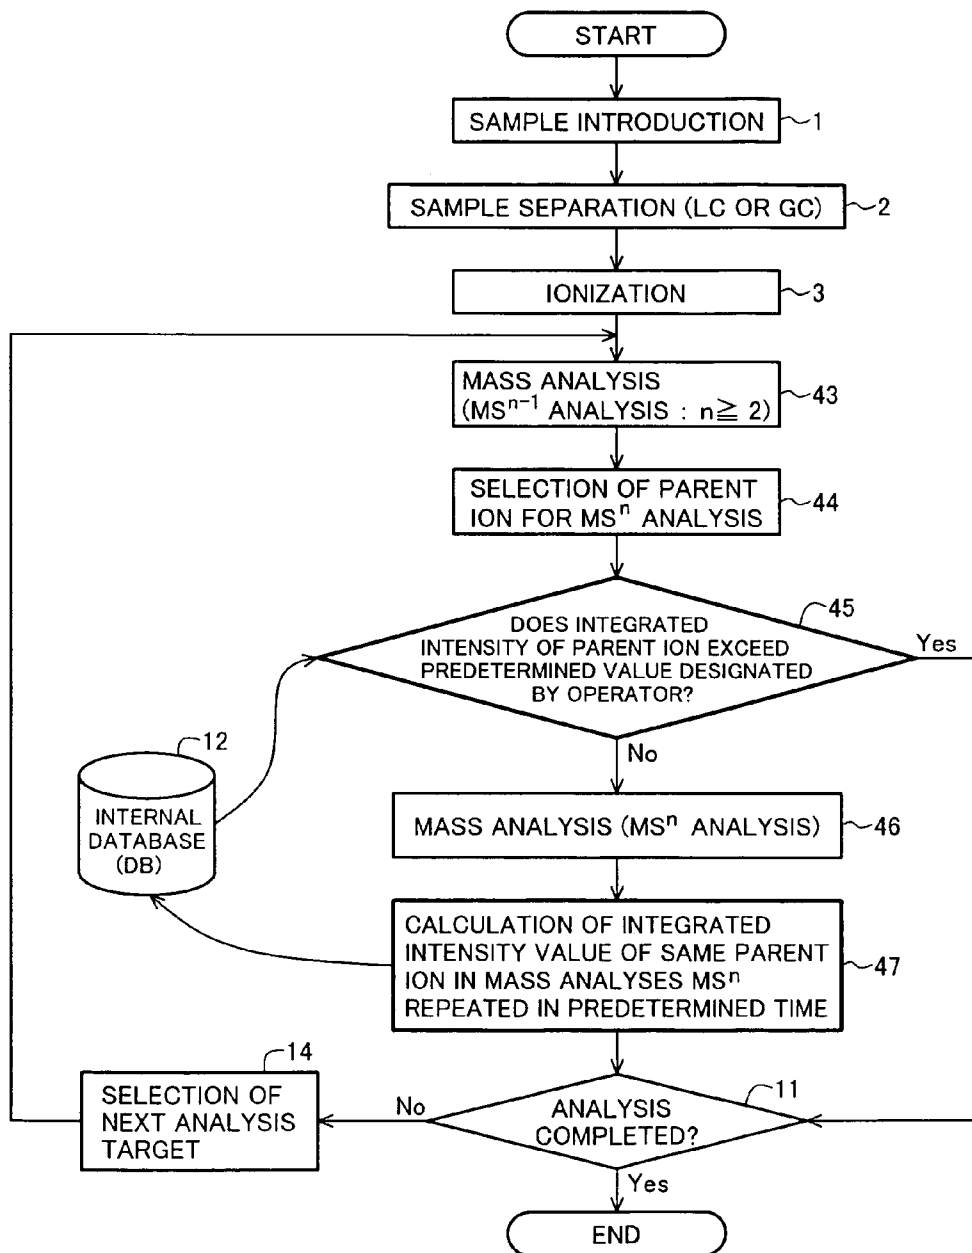 START
SAMPLE INTRODUCTION
1
SAMPLE SEPARATION (LC OR GC)
2
IONIZATION
3
MASS ANALYSIS
(MSⁿ⁻¹ ANALYSIS : n≧ 2)
43
SELECTION OF PARENT
ION FOR MSⁿ ANALYSIS
44
DOES INTEGRATED
INTENSITY OF PARENT ION EXCEED
PREDETERMINED VALUE DESIGNATED
BY OPERATOR?
45
Yes
No
12
INTERNAL
DATABASE
(DB)
MASS ANALYSIS (MSⁿ ANALYSIS)
46
CALCULATION OF INTEGRATED
INTENSITY VALUE OF SAME PARENT
ION IN MASS ANALYSES MSⁿ
REPEATED IN PREDETERMINED TIME
47
14
SELECTION OF
NEXT ANALYSIS
TARGET
No
ANALYSIS
COMPLETED?
11
Yes
END